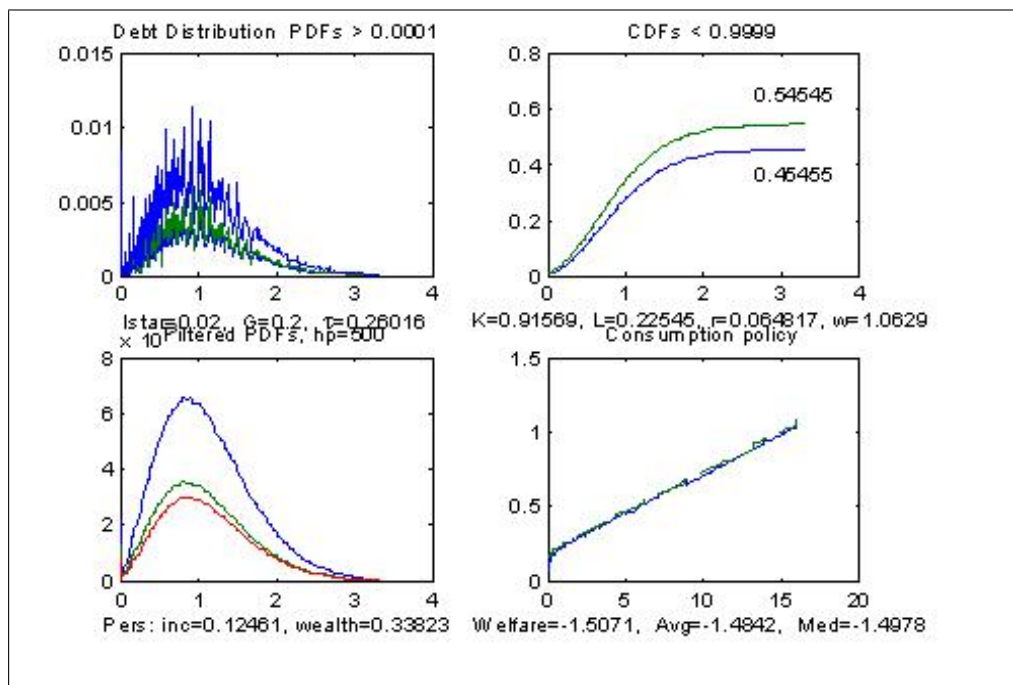 Debt Distribution PDFs > 0.0001
0.015
0.01
0.005
0
0 1 2 3 4
Istar=0.02, G=0.2, τ=0.26016
CDFs < 0.9999
0.8
0.6
0.4
0.2
0
0.54545
0.45455
0 1 2 3 4
K=0.91569, L=0.22545, r=0.064817, w=1.0629
× 10
Filtered PDFs, hp=500
8
6
4
2
0
0 1 2 3 4
Pers: inc=0.12461, wealth=0.33823
Consumption policy
1.5
1
0.5
0
0 5 10 15 20
Welfare=-1.5071, Avg=-1.4842, Med=-1.4978